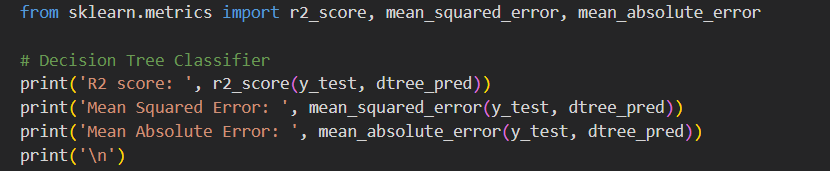 from sklearn.metrics import r2_score, mean_squared_error, mean_absolute_error
# Decision Tree Classifier
print('R2 score: ', r2_score(y_test, dtree_pred))
print('Mean Squared Error: ', mean_squared_error(y_test, dtree_pred))
print('Mean Absolute Error: ', mean_absolute_error(y_test, dtree_pred))
print('\n')